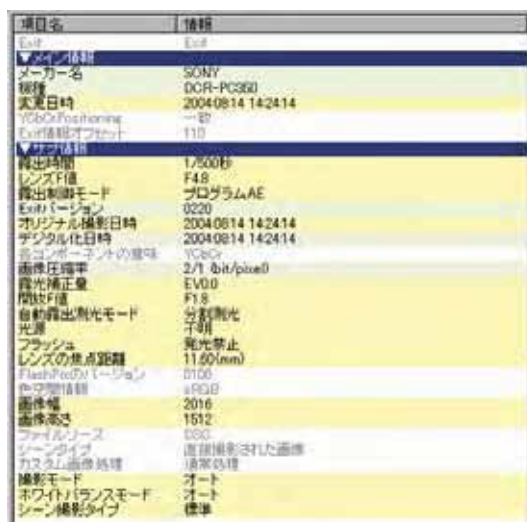 項目名 情報
Exif Exif
▼メイン情報
メーカー名 SONY
機種 DCR-PC350
変更日時 2004:08:14 14:24:14
YCbCrPositioning 一致
Exif情報オフセット 110
▼サブ情報
露出時間 1/500秒
レンズF値 F4.8
露出制御モード プログラムAE
Exifバージョン 0220
オリジナル撮影日時 2004:08:14 14:24:14
デジタル化日時 2004:08:14 14:24:14
各コンポーネントの意味 YCbCr
画像圧縮率 2/1 (bit/pixel)
露光補正量 EV0.0
開放F値 F1.8
自動露出測光モード 分割測光
光源 不明
フラッシュ 発光禁止
レンズの焦点距離 11.60(mm)
FlashPixのバージョン 0100
色空間情報 sRGB
画像幅 2016
画像高さ 1512
ファイルソース DSC
シーンタイプ 直接撮影された画像
カスタム画像処理 通常処理
撮影モード オート
ホワイトバランスモード オート
シーン撮影タイプ 標準